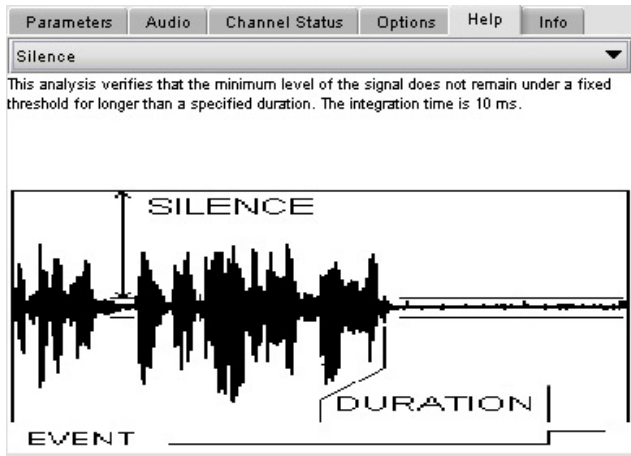 Parameters Audio Channel Status Options Help Info
Silence
This analysis verifies that the minimum level of the signal does not remain under a fixed
threshold for longer than a specified duration. The integration time is 10 ms.
SILENCE
DURATION
EVENT